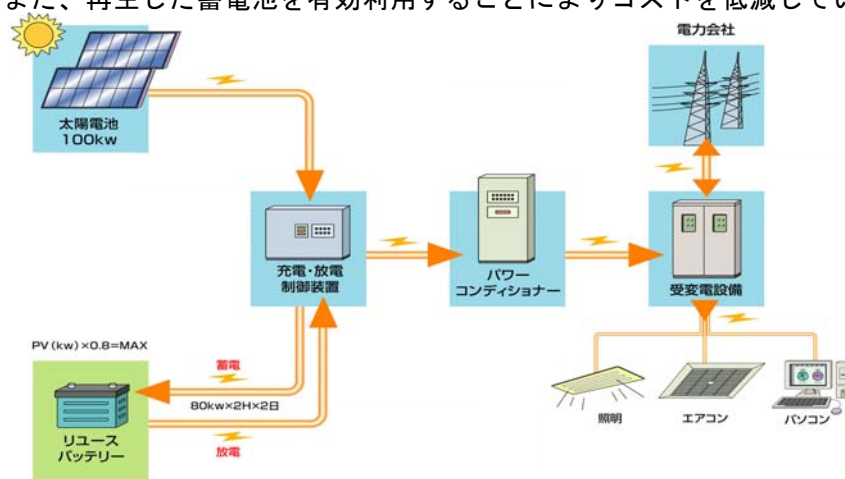 また、再生した蓄電池を有効利用することによりコストを低減してい
電力会社
太陽電池
100kw
充電・放電
制御装置
パワー
コンディショナー
受変電設備
PV(kw)×0.8=MAX
蓄電
80kw×2H×2日
放電
リユース
バッテリー
照明
エアコン
パソコン